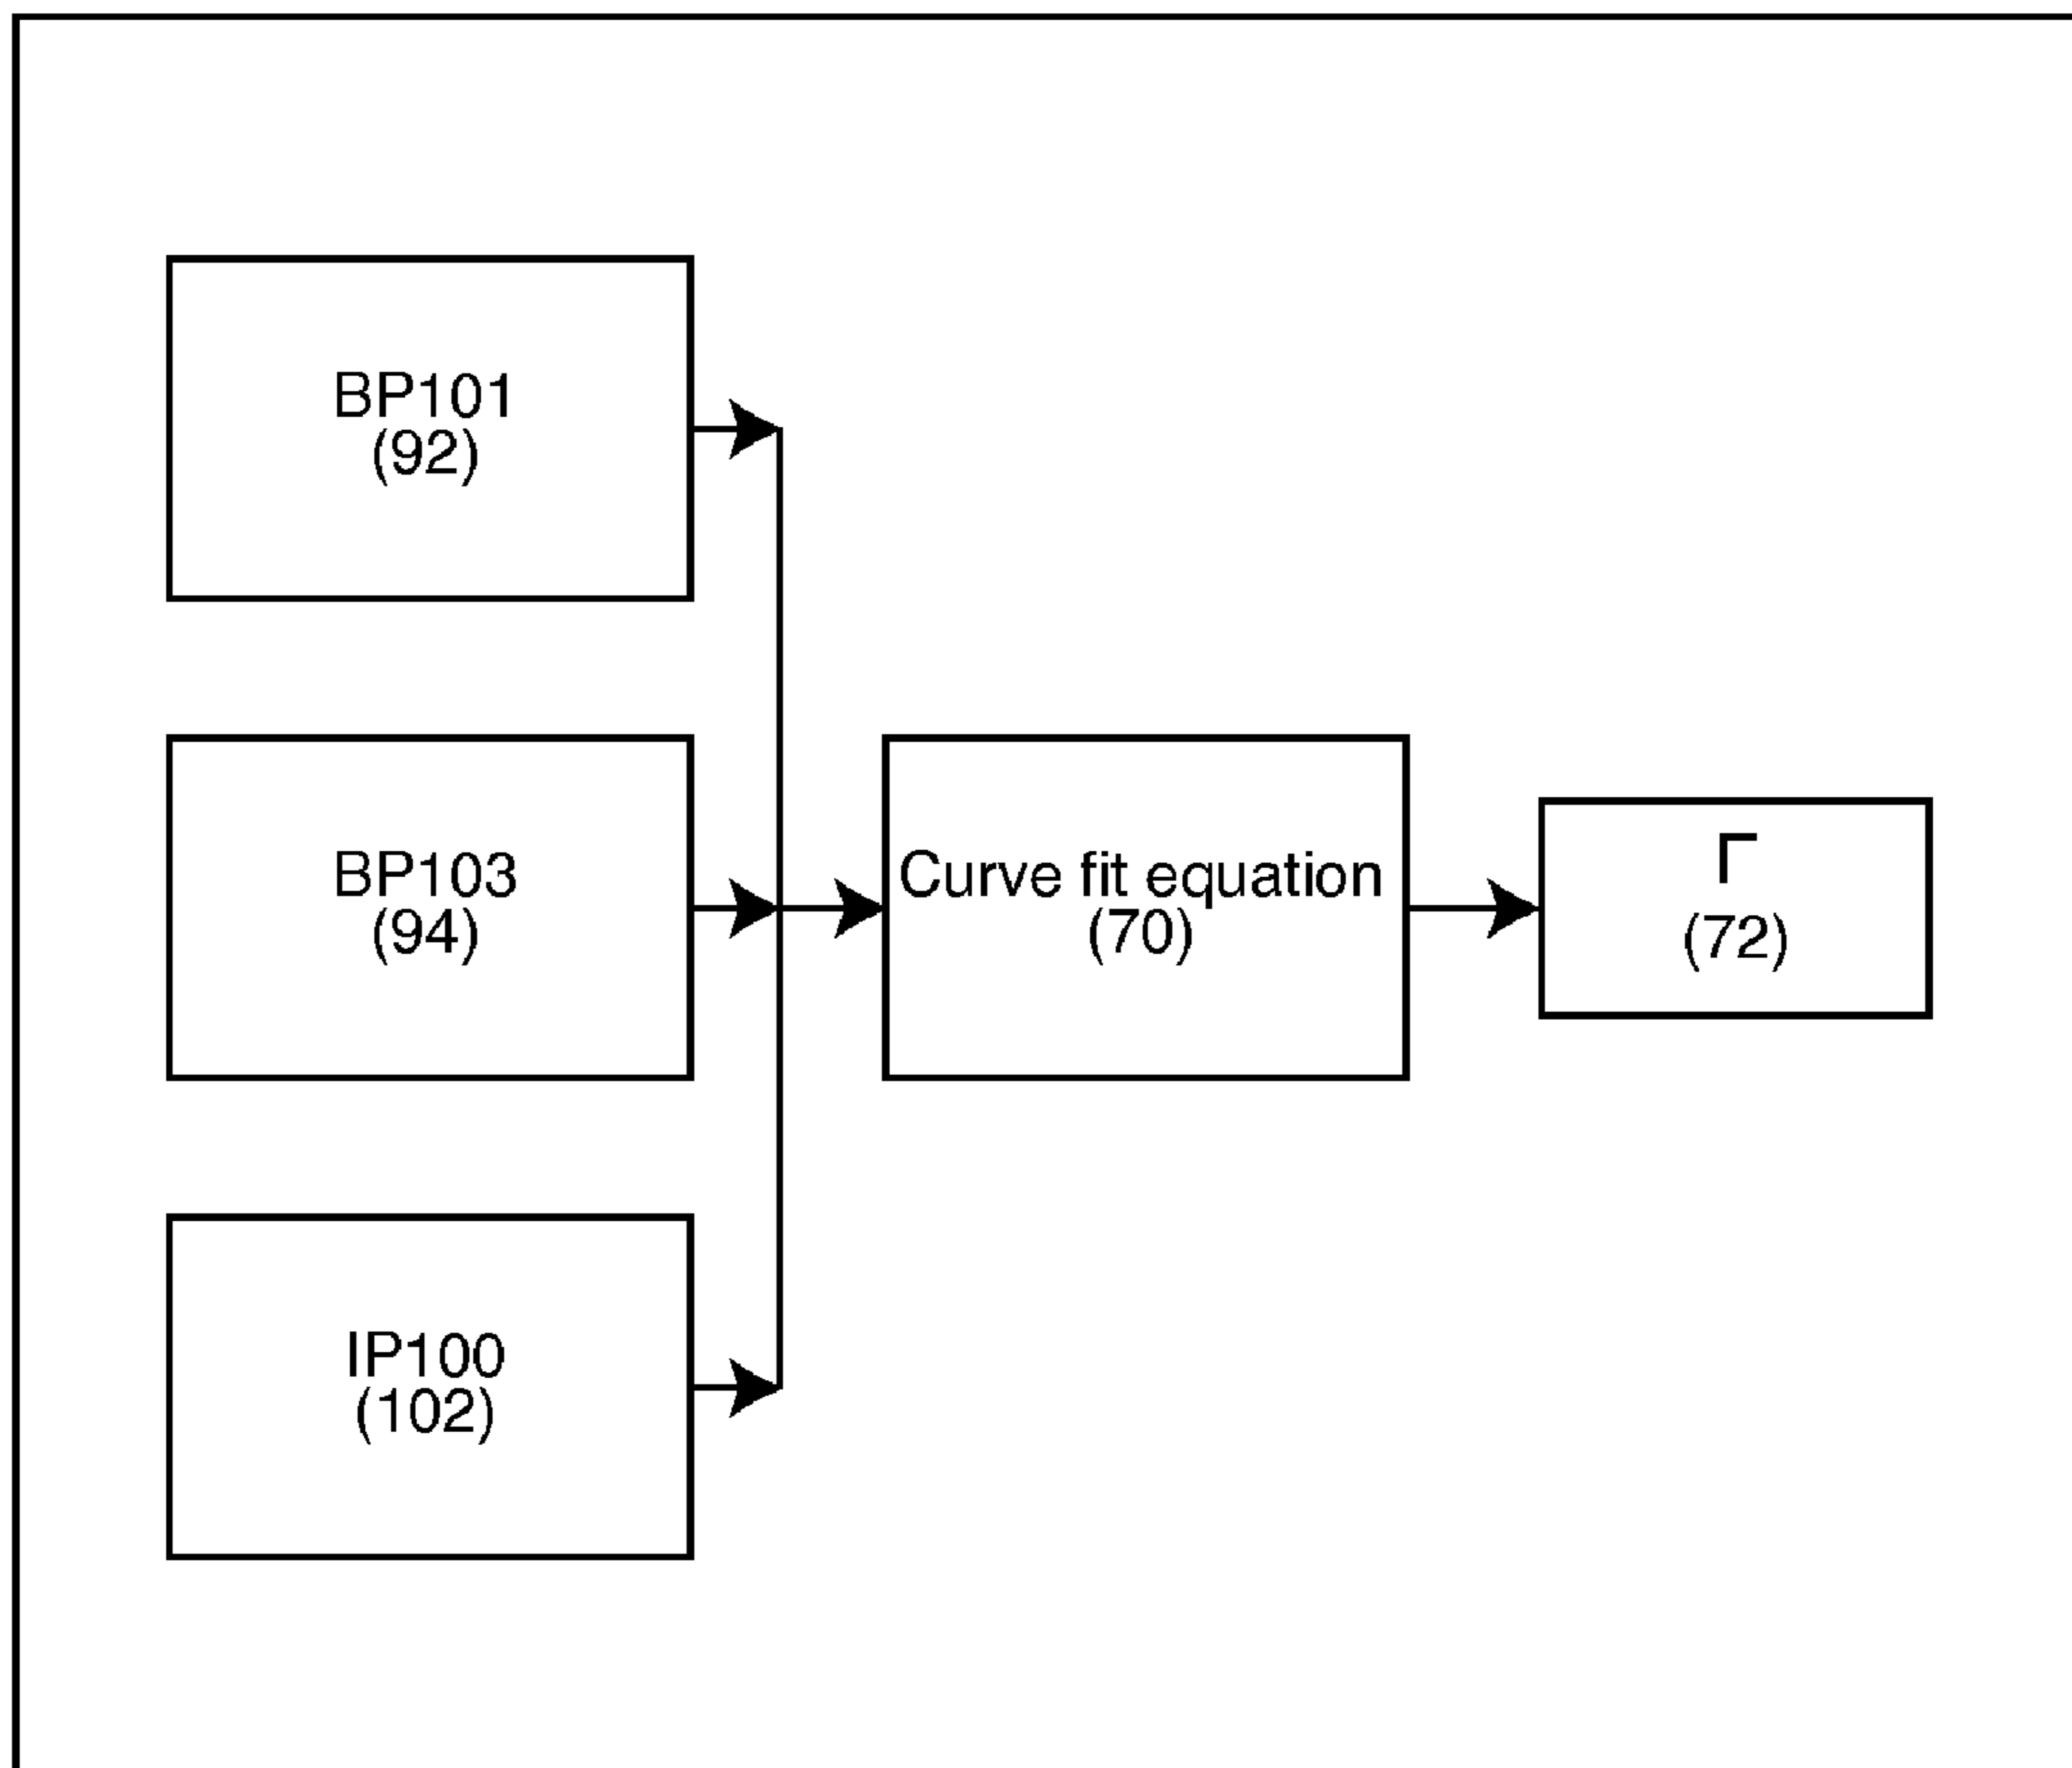 BP101
(92)
BP103
(94)
Curve fit equation
(70)
Γ
(72)
IP100
(102)